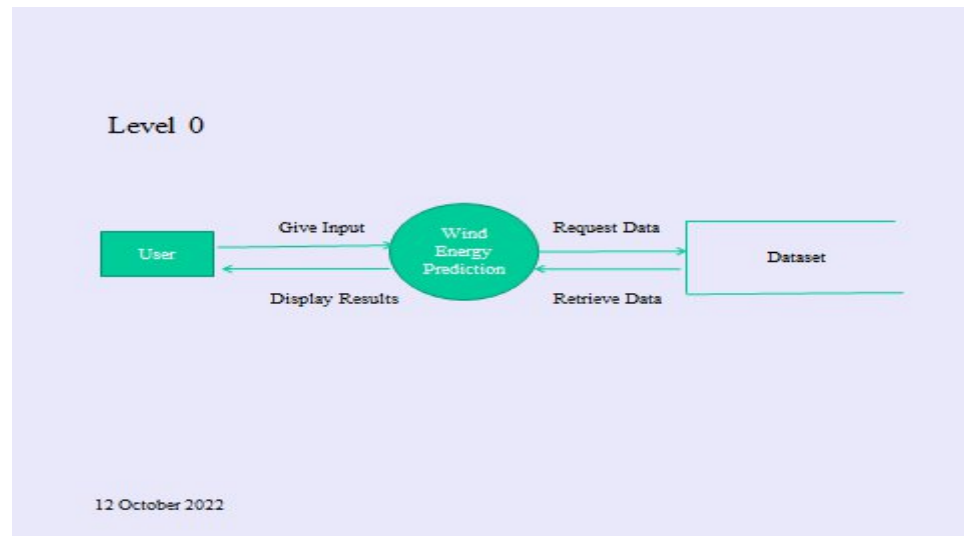 Level 0
Give Input
Request Data
User
Wind
Energy
Prediction
Dataset
Display Results
Retrieve Data
12 October 2022